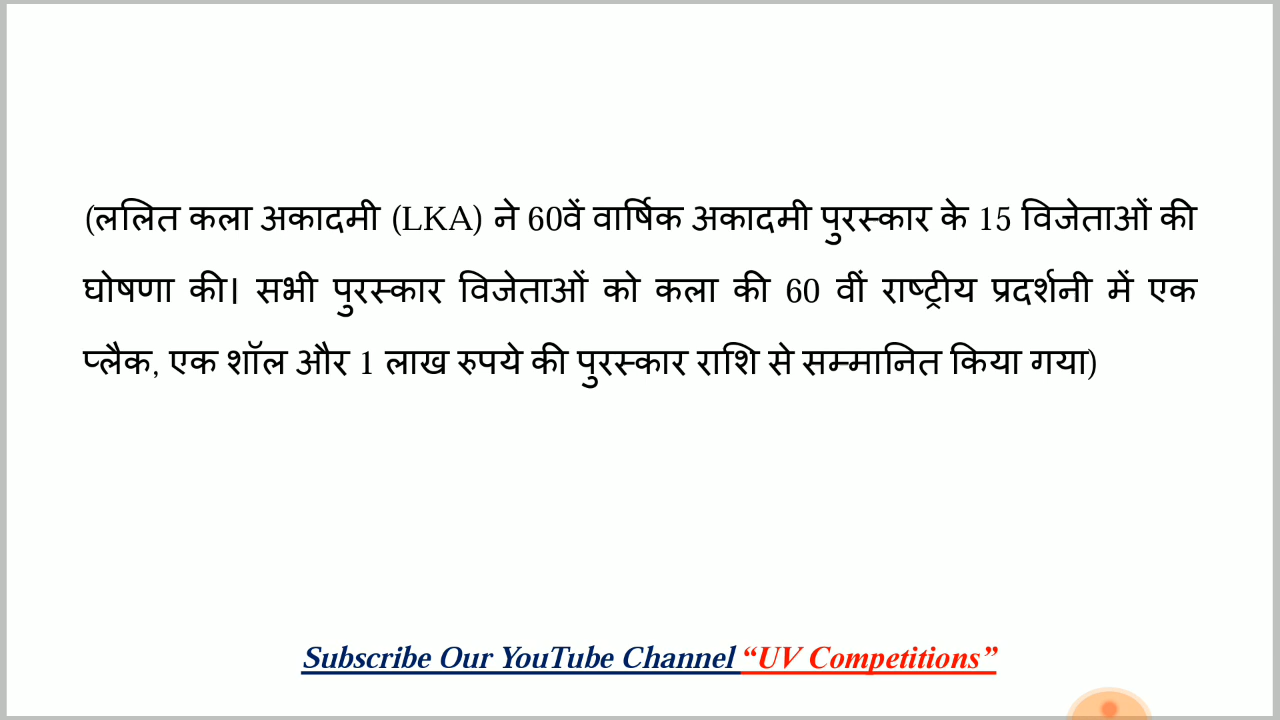 (ललित कला अकादमी (LKA) ने 60वें वार्षिक अकादमी पुरस्कार के 15 विजेताओं की
घोषणा की। सभी पुरस्कार विजेताओं को कला की 60 वीं राष्ट्रीय प्रदर्शनी में एक
प्लैक, एक शॉल और 1 लाख रुपये की पुरस्कार राशि से सम्मानित किया गया)
Subscribe Our YouTube Channel “UV Competitions”